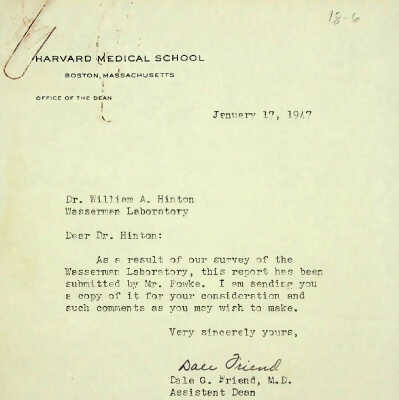 18-6
HARVARD MEDICAL SCHOOL
BOSTON, MASSACHUSETTS
OFFICE OF THE DEAN
January 17, 1947
Dr. William A. Hinton
Wasserman Laboratory
Dear Dr. Hinton:
As a result of our survey of the
Wasserman Laboratory, this report has been
submitted by Mr. Fowke. I am sending you
a copy of it for your consideration and
such comments as you may wish to make.
Very sincerely yours,
Dale Friend
Dale G. Friend, M.D.
Assistant Dean